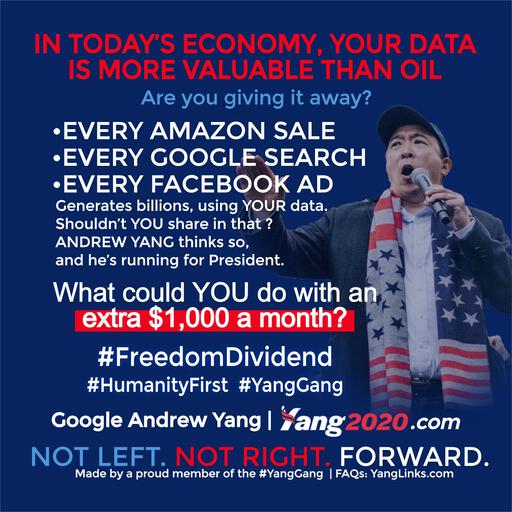 IN TODAY'S ECONOMY, YOUR DATA
IS MORE VALUABLE THAN OIL
Are you giving it away?
•EVERY AMAZON SALE
•EVERY GOOGLE SEARCH
•EVERY FACEBOOK AD
Generates billions, using YOUR data.
Shouldn't YOU share in that ?
ANDREW YANG thinks so,
and he's running for President.
What could YOU do with an
extra $1,000 a month?
#FreedomDividend
#HumanityFirst #YangGang
Google Andrew Yang | Yang2020.com
NOT LEFT. NOT RIGHT. FORWARD.
Made by a proud member of the #YangGang | FAQs: YangLinks.com